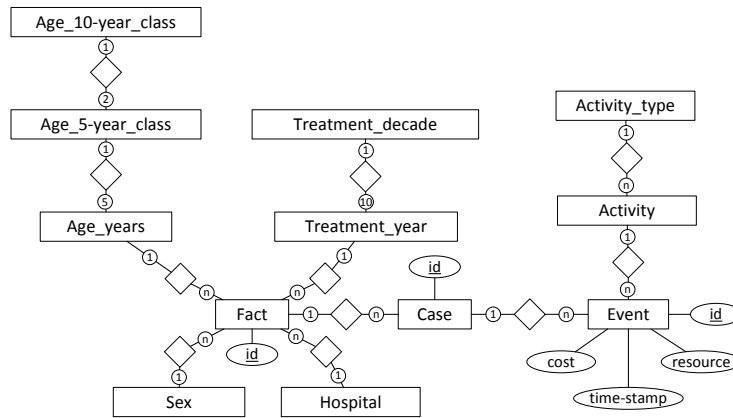 Age_10-year_class
1
2
Age_5-year_class
Treatment_decade
Activity_type
1
1
1
5
10
n
Age_years
Treatment_year
Activity
1
1
1
n
n
n
id
Fact
1
n
Case
1
n
Event
id
n
n
id
cost
resource
1
1
time-stamp
Sex
Hospital